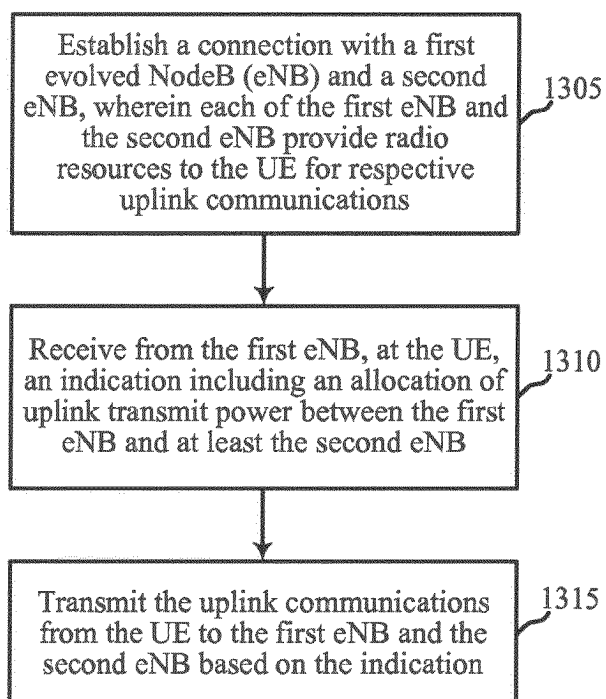 Establish a connection with a first
evolved NodeB (eNB) and a second
eNB, wherein each of the first eNB and
the second eNB provide radio
resources to the UE for respective
uplink communications
1305
Receive from the first eNB, at the UE,
an indication including an allocation of
uplink transmit power between the first
eNB and at least the second eNB
1310
Transmit the uplink communications
from the UE to the first eNB and the
second eNB based on the indication
1315